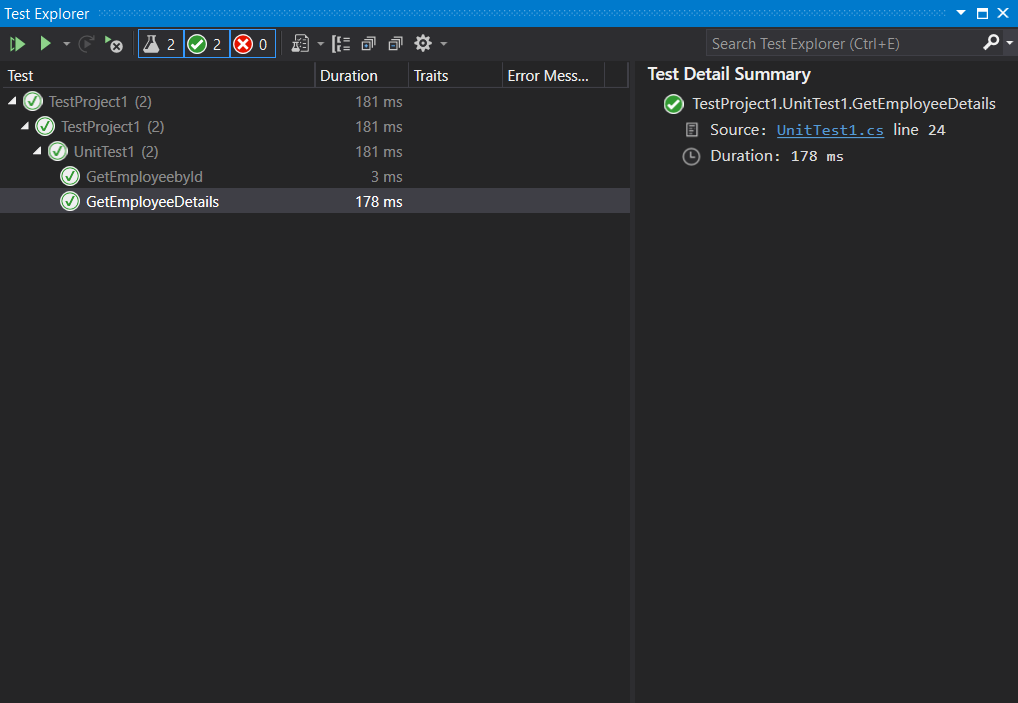 Test Explorer
2 2 0
Search Test Explorer (Ctrl+E)
Test Duration Traits Error Mess...
TestProject1 (2) 181 ms
TestProject1 (2) 181 ms
UnitTest1 (2) 181 ms
GetEmployeebyId 3 ms
GetEmployeeDetails 178 ms
Test Detail Summary
TestProject1.UnitTest1.GetEmployeeDetails
Source: UnitTest1.cs line 24
Duration: 178 ms